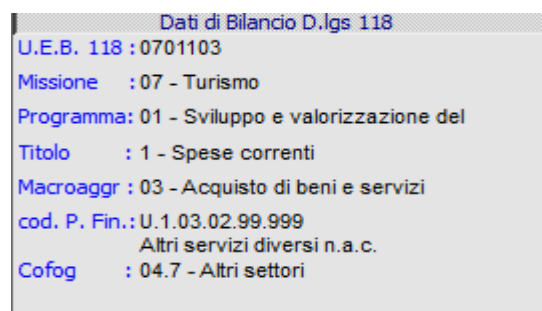 Dati di Bilancio D.lgs 118
U.E.B. 118 : 0701103
Missione : 07 - Turismo
Programma: 01 - Sviluppo e valorizzazione del
Titolo : 1 - Spese correnti
Macroaggr : 03 - Acquisto di beni e servizi
cod. P. Fin.: U.1.03.02.99.999
Altri servizi diversi n.a.c.
Cofog : 04.7 - Altri settori